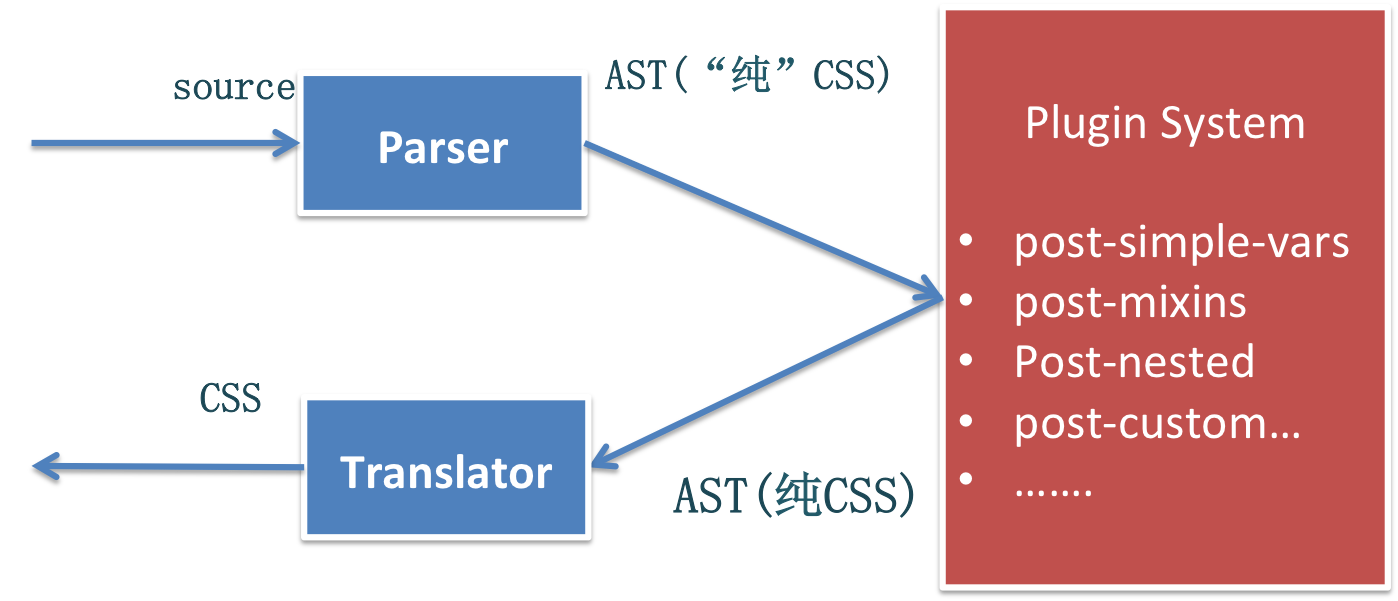 source
Parser
AST(“纯”CSS)
Plugin System
• post-simple-vars
• post-mixins
• Post-nested
• post-custom…
• …….
CSS
Translator
AST(纯CSS)